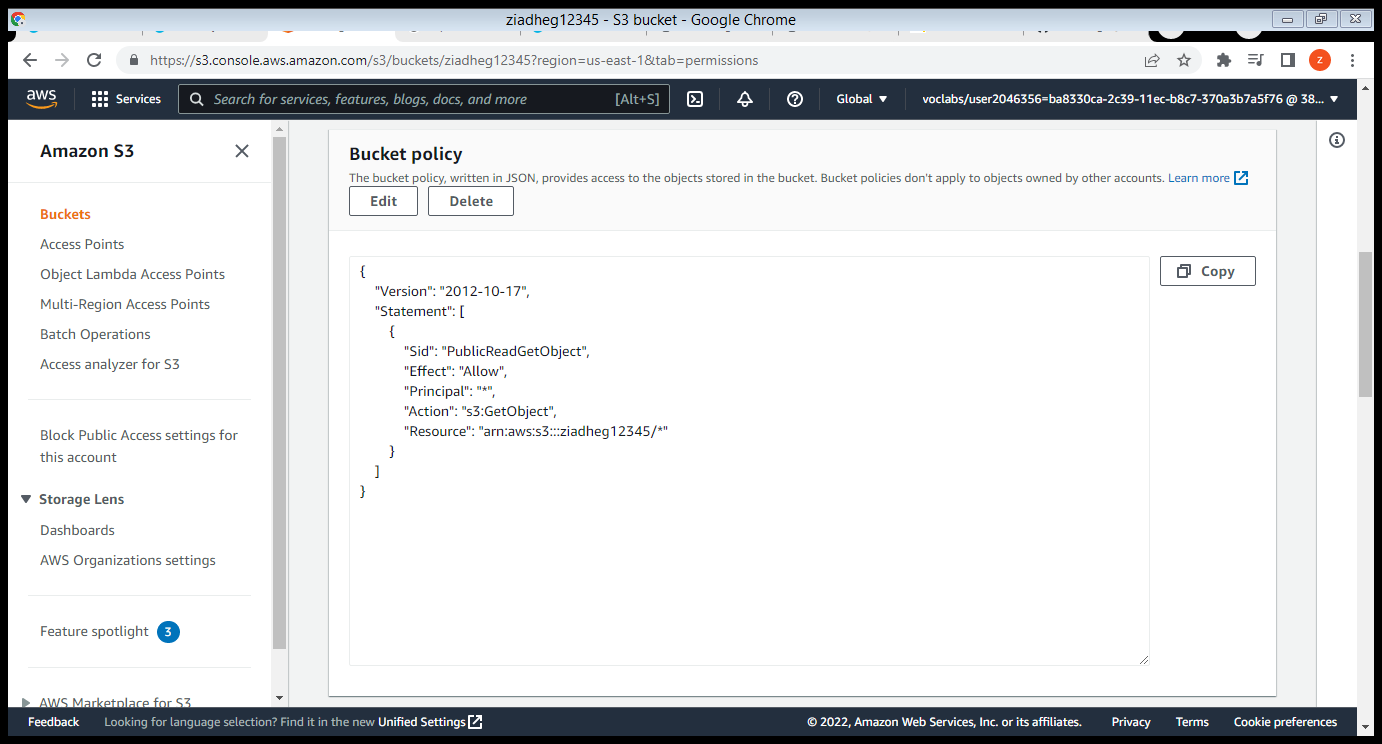 ziadheg12345 - S3 bucket - Google Chrome
https://s3.console.aws.amazon.com/s3/buckets/ziadheg12345?region=us-east-1&tab=permissions
Z
aws
Services
Search for services, features, blogs, docs, and more
[Alt+S]
Global
voclabs/user2046356=ba8330ca-2c39-11ec-b8c7-370a3b7a5f76 @ 38...
Amazon S3
Buckets
Access Points
Object Lambda Access Points
Multi-Region Access Points
Batch Operations
Access analyzer for S3
Block Public Access settings for
this account
Storage Lens
Dashboards
AWS Organizations settings
Feature spotlight 3
AWS Marketplace for S3
Bucket policy
The bucket policy, written in JSON, provides access to the objects stored in the bucket. Bucket policies don't apply to objects owned by other accounts. Learn more
Edit
Delete
Copy
{
"Version": "2012-10-17",
"Statement": [
{
"Sid": "PublicReadGetObject",
"Effect": "Allow",
"Principal": "*",
"Action": "s3:GetObject",
"Resource": "arn:aws:s3:::ziadheg12345/*"
}
]
}
Feedback
Looking for language selection? Find it in the new Unified Settings
© 2022, Amazon Web Services, Inc. or its affiliates.
Privacy
Terms
Cookie preferences